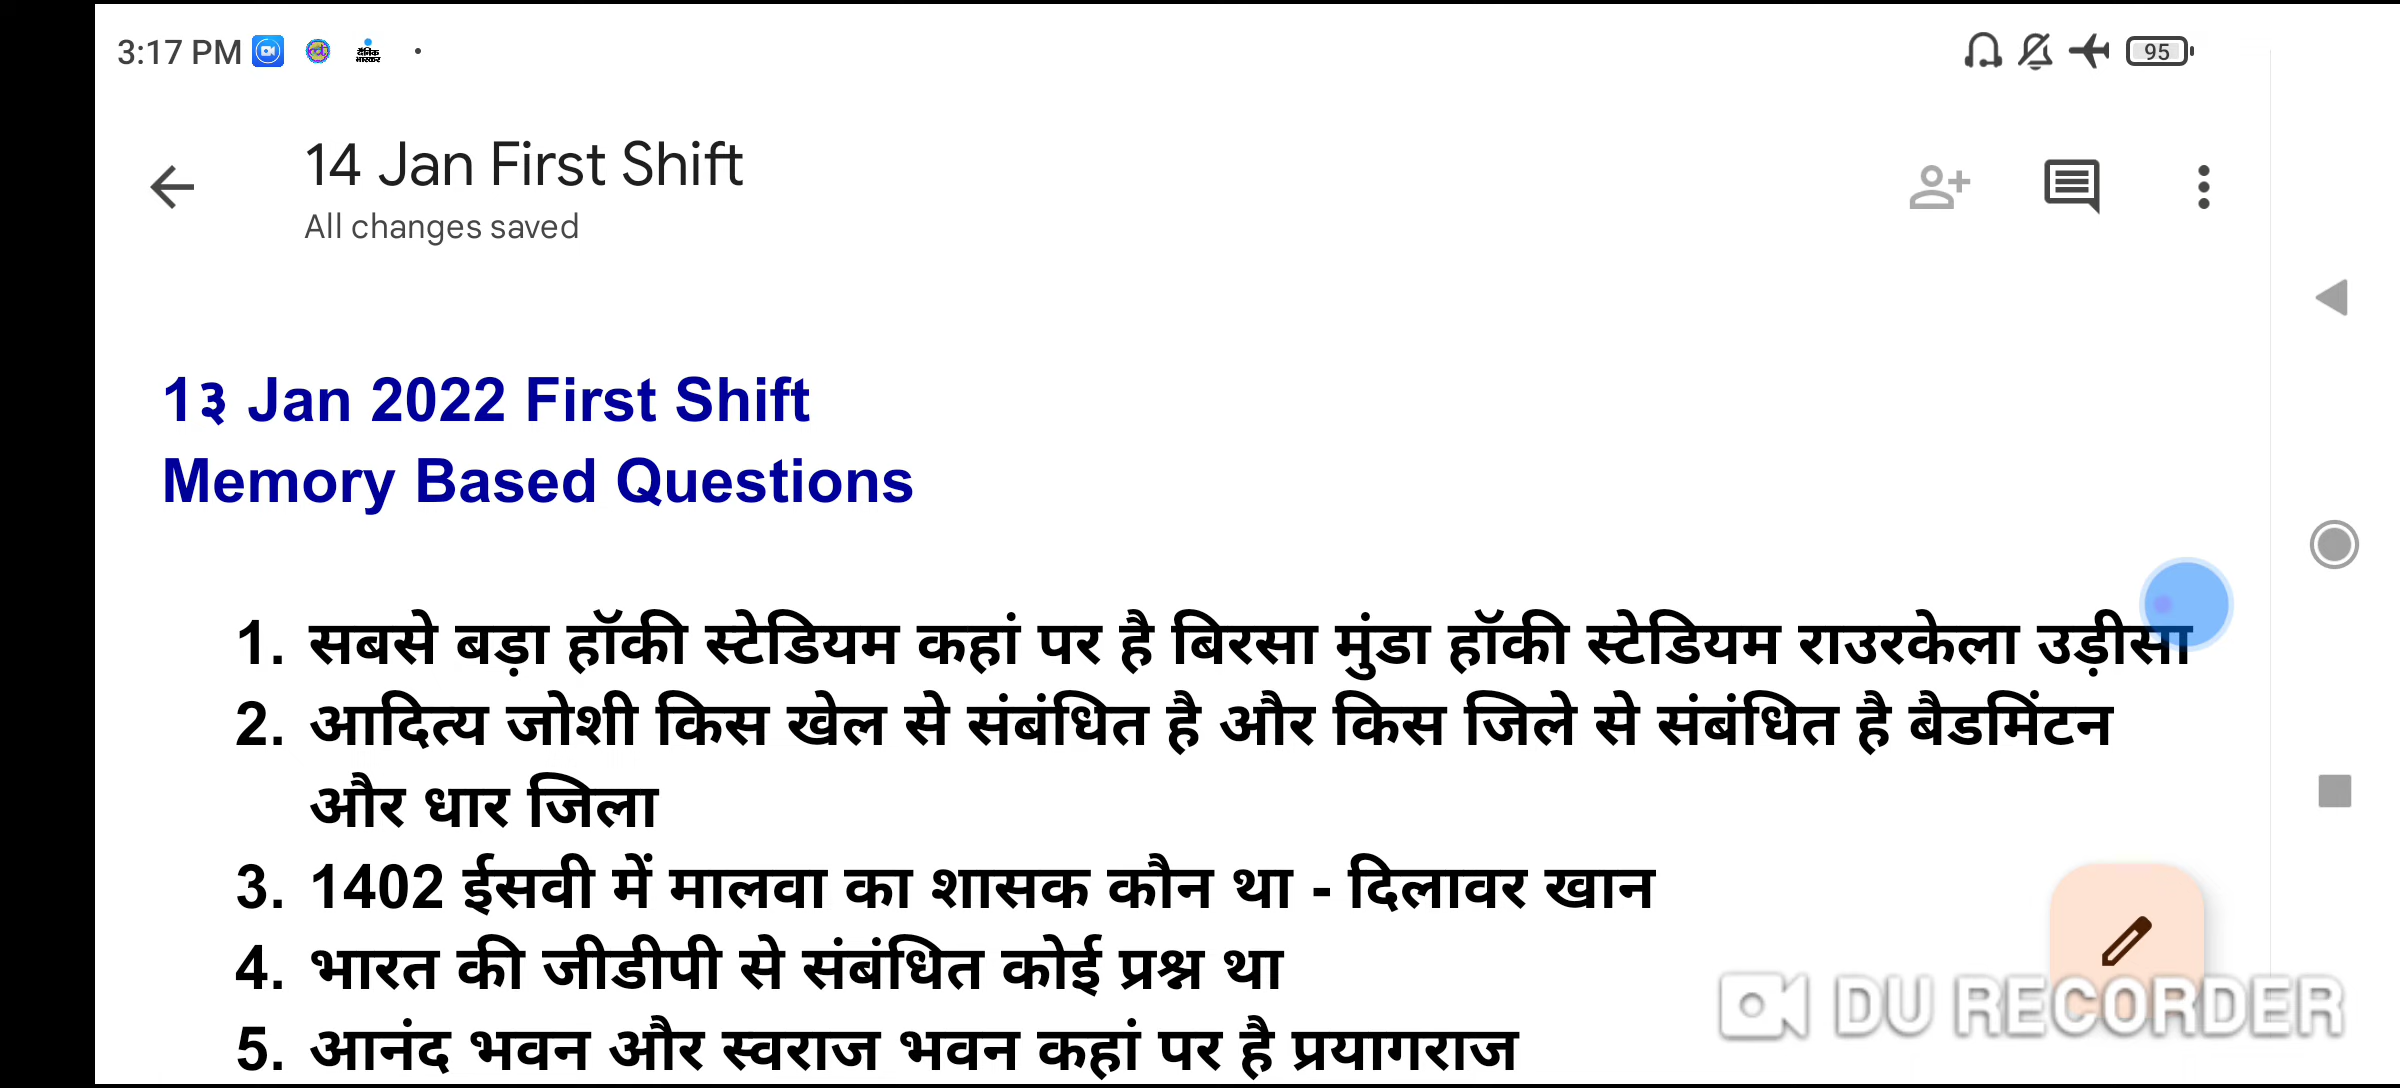 3:17 PM दैनिक भास्कर 95
14 Jan First Shift
All changes saved
1३ Jan 2022 First Shift
Memory Based Questions
1. सबसे बड़ा हॉकी स्टेडियम कहां पर है बिरसा मुंडा हॉकी स्टेडियम राउरकेला उड़ीसा
2. आदित्य जोशी किस खेल से संबंधित है और किस जिले से संबंधित है बैडमिंटन
और धार जिला
3. 1402 ईसवी में मालवा का शासक कौन था - दिलावर खान
4. भारत की जीडीपी से संबंधित कोई प्रश्न था
DU RECORDER
5. आनंद भवन और स्वराज भवन कहां पर है प्रयागराज